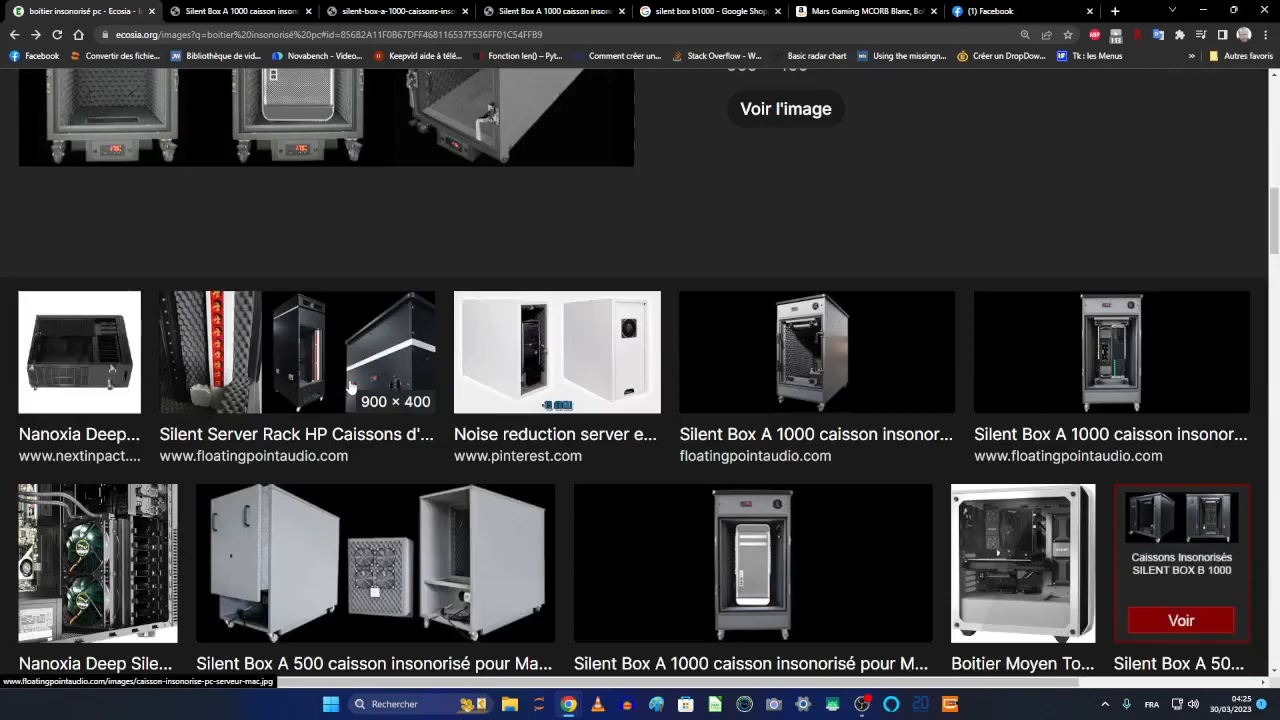 boitier insonorisé pc - Ecosia - I
Silent Box A 1000 caisson insono
silent-box-a-1000-caissons-inso
Silent Box A 1000 caisson insono
silent box b1000 - Google Shop
Mars Gaming MCORB Blanc, Bo
Facebook
ecosia.org/images?q=boitier%20insonorisé%20pc#id=856B2A11F0B67DFF468116537F536FF01C54FFB9
Facebook
Convertir des fichier...
Bibliothèque de vid...
Novabench - Video...
Keepvid aide à télé...
Fonction len() – Pyt...
Comment créer un...
Stack Overflow - W...
Basic radar chart
Using the missingn...
Créer un DropDow...
Tk : les Menus
Autres favoris
Voir l'image
900 × 400
Nanoxia Deep...
www.nextinpact....
Silent Server Rack HP Caissons d'...
www.floatingpointaudio.com
Noise reduction server e...
www.pinterest.com
Silent Box A 1000 caisson insonor...
floatingpointaudio.com
Silent Box A 1000 caisson insonor...
www.floatingpointaudio.com
Caissons Insonorisés
SILENT BOX B 1000
Voir
Nanoxia Deep Sile...
Silent Box A 500 caisson insonorisé pour Ma...
Silent Box A 1000 caisson insonorisé pour M...
Boitier Moyen To...
Silent Box A 50...
www.floatingpointaudio.com/images/caisson-insonorise-pc-serveur-mac.jpg
Rechercher
FRA
04:25
30/03/2023